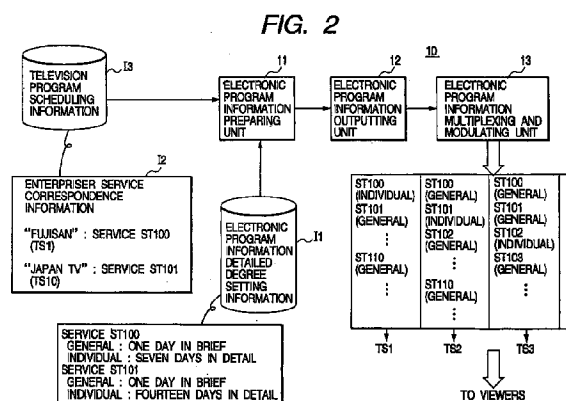 FIG. 2
I3
TELEVISION
PROGRAM
SCHEDULING
INFORMATION
11
ELECTRONIC
PROGRAM
INFORMATION
PREPARING
UNIT
12
ELECTRONIC
PROGRAM
INFORMATION
OUTPUTTING
UNIT
10
13
ELECTRONIC
PROGRAM
INFORMATION
MULTIPLEXING AND
MODULATING UNIT
I2
ENTERPRISER SERVICE
CORRESPONDENCE
INFORMATION
"FUJISAN" : SERVICE ST100
(TS1)
"JAPAN TV" : SERVICE ST101
(TS10)
I1
ELECTRONIC
PROGRAM
INFORMATION
DETAILED
DEGREE
SETTING
INFORMATION
SERVICE ST100
GENERAL : ONE DAY IN BRIEF
INDIVIDUAL : SEVEN DAYS IN DETAIL
SERVICE ST101
GENERAL : ONE DAY IN BRIEF
INDIVIDUAL : FOURTEEN DAYS IN DETAIL
ST100
(INDIVIDUAL)
ST101
(GENERAL)
⋮
ST110
(GENERAL)
⋮
TS1
ST100
(GENERAL)
ST101
(INDIVIDUAL)
ST102
(GENERAL)
⋮
ST110
(GENERAL)
⋮
TS2
ST100
(GENERAL)
ST101
(GENERAL)
ST102
(INDIVIDUAL)
ST103
(GENERAL)
⋮
TS3
TO VIEWERS